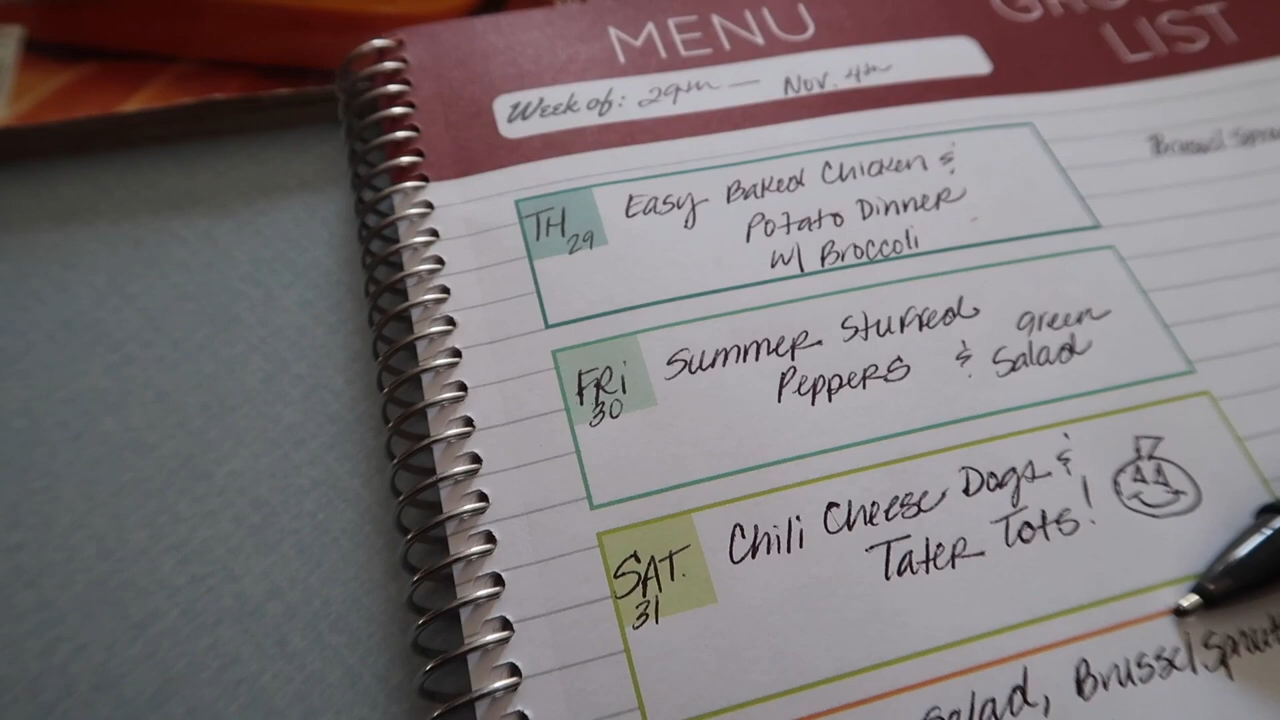 MENU
LIST
Week of: 29th — Nov. 4th
TH
29
Easy Baked Chicken &
Potato Dinner
w/ Broccoli
FRi
30
Summer Stuffed
Peppers & green
Salad
SAT.
31
Chili Cheese Dogs &
Tater Tots!
Salad, Brussel Sprout